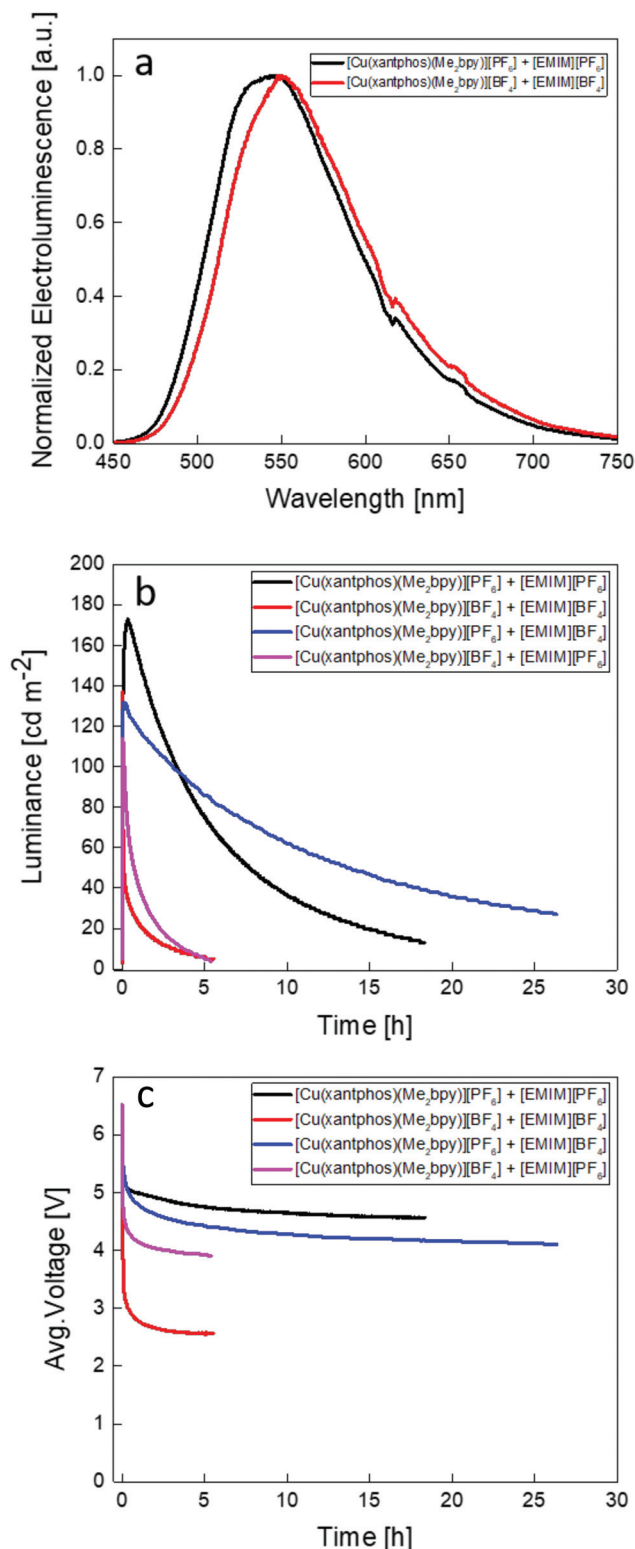 a
[Cu(xantphos)(Me₂bpy)][PF₆] + [EMIM][PF₆]
[Cu(xantphos)(Me₂bpy)][BF₄] + [EMIM][BF₄]
Normalized Electroluminescence [a.u.]
1.0
0.8
0.6
0.4
0.2
0.0
450 500 550 600 650 700 750
Wavelength [nm]
b
[Cu(xantphos)(Me₂bpy)][PF₆] + [EMIM][PF₆]
[Cu(xantphos)(Me₂bpy)][BF₄] + [EMIM][BF₄]
[Cu(xantphos)(Me₂bpy)][PF₆] + [EMIM][BF₄]
[Cu(xantphos)(Me₂bpy)][BF₄] + [EMIM][PF₆]
Luminance [cd m⁻²]
200
180
160
140
120
100
80
60
40
20
0
0 5 10 15 20 25 30
Time [h]
c
[Cu(xantphos)(Me₂bpy)][PF₆] + [EMIM][PF₆]
[Cu(xantphos)(Me₂bpy)][BF₄] + [EMIM][BF₄]
[Cu(xantphos)(Me₂bpy)][PF₆] + [EMIM][BF₄]
[Cu(xantphos)(Me₂bpy)][BF₄] + [EMIM][PF₆]
Avg.Voltage [V]
7
6
5
4
3
2
1
0
0 5 10 15 20 25 30
Time [h]